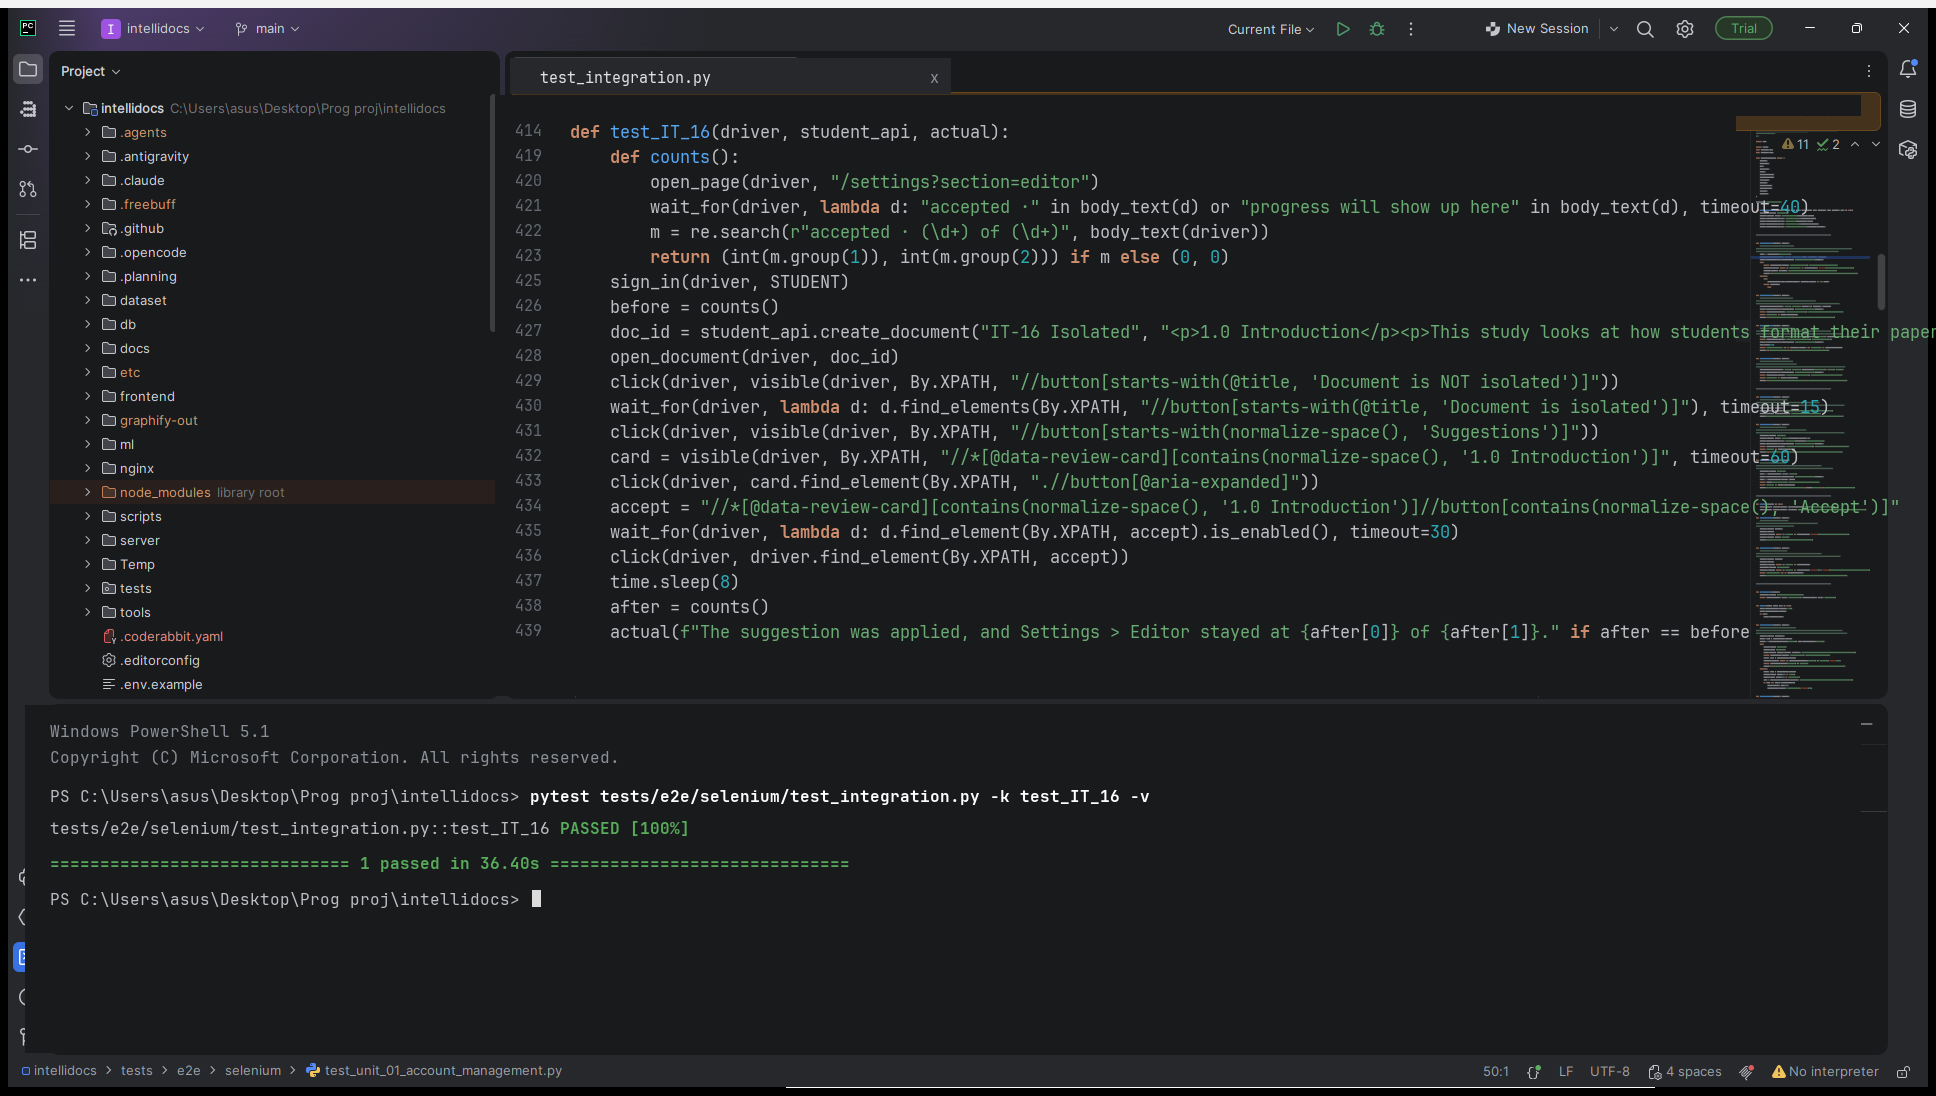 PC I intellidocs main Current File New Session Trial
Project
test_integration.py x
intellidocs C:\Users\asus\Desktop\Prog proj\intellidocs
.agents
.antigravity
.claude
.freebuff
.github
.opencode
.planning
dataset
db
docs
etc
frontend
graphify-out
ml
nginx
node_modules library root
scripts
server
Temp
tests
tools
.coderabbit.yaml
.editorconfig
.env.example
11 2
414 def test_IT_16(driver, student_api, actual):
419 def counts():
420 open_page(driver, "/settings?section=editor")
421 wait_for(driver, lambda d: "accepted ·" in body_text(d) or "progress will show up here" in body_text(d), timeout=40)
422 m = re.search(r"accepted · (\d+) of (\d+)", body_text(driver))
423 return (int(m.group(1)), int(m.group(2))) if m else (0, 0)
425 sign_in(driver, STUDENT)
426 before = counts()
427 doc_id = student_api.create_document("IT-16 Isolated", "<p>1.0 Introduction</p><p>This study looks at how students format their paper
428 open_document(driver, doc_id)
429 click(driver, visible(driver, By.XPATH, "//button[starts-with(@title, 'Document is NOT isolated')]"))
430 wait_for(driver, lambda d: d.find_elements(By.XPATH, "//button[starts-with(@title, 'Document is isolated')]"), timeout=15)
431 click(driver, visible(driver, By.XPATH, "//button[starts-with(normalize-space(), 'Suggestions')]"))
432 card = visible(driver, By.XPATH, "//*[@data-review-card][contains(normalize-space(), '1.0 Introduction')]", timeout=60)
433 click(driver, card.find_element(By.XPATH, ".//button[@aria-expanded]"))
434 accept = "//*[@data-review-card][contains(normalize-space(), '1.0 Introduction')]//button[contains(normalize-space(), 'Accept')]"
435 wait_for(driver, lambda d: d.find_element(By.XPATH, accept).is_enabled(), timeout=30)
436 click(driver, driver.find_element(By.XPATH, accept))
437 time.sleep(8)
438 after = counts()
439 actual(f"The suggestion was applied, and Settings > Editor stayed at {after[0]} of {after[1]}." if after == before
Windows PowerShell 5.1
Copyright (C) Microsoft Corporation. All rights reserved.
PS C:\Users\asus\Desktop\Prog proj\intellidocs> pytest tests/e2e/selenium/test_integration.py -k test_IT_16 -v
tests/e2e/selenium/test_integration.py::test_IT_16 PASSED [100%]
============================== 1 passed in 36.40s ==============================
PS C:\Users\asus\Desktop\Prog proj\intellidocs>
intellidocs > tests > e2e > selenium > test_unit_01_account_management.py 50:1 LF UTF-8 4 spaces No interpreter